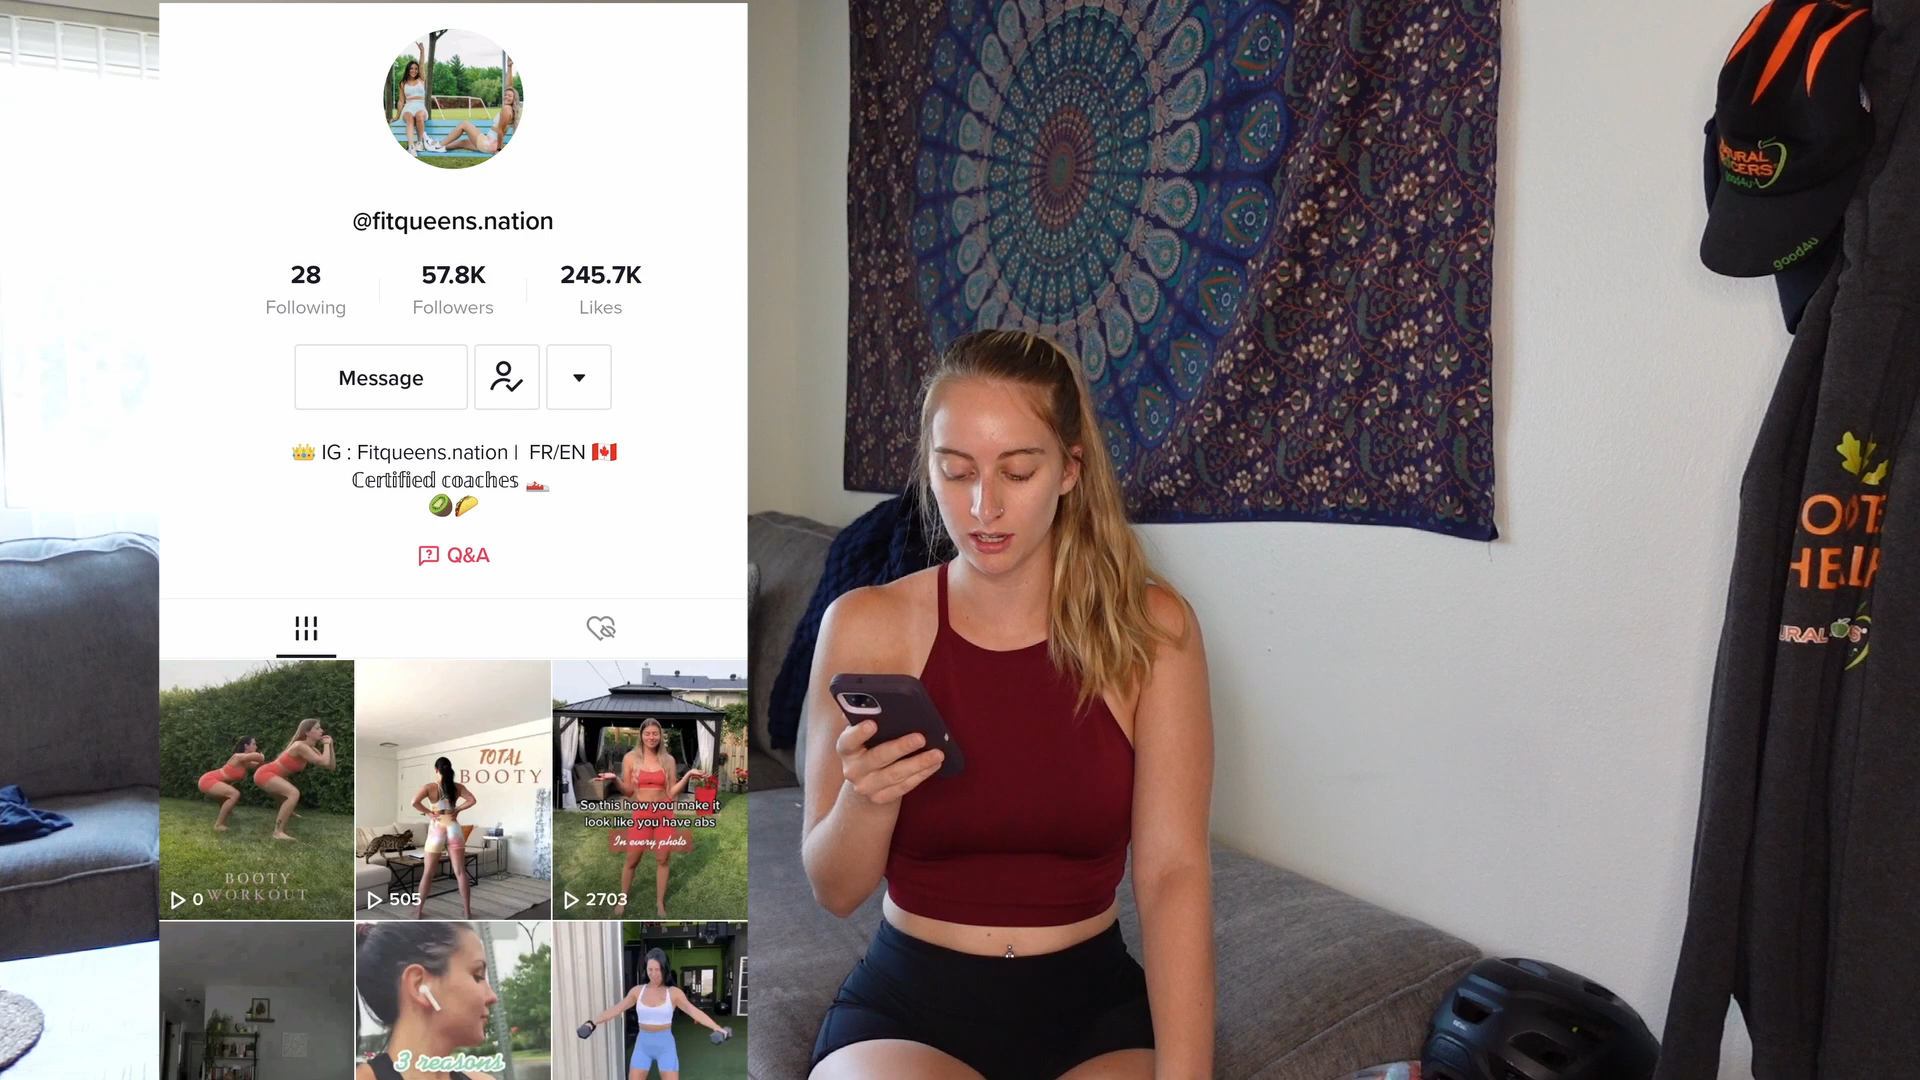 @fitqueens.nation
28
Following
57.8K
Followers
245.7K
Likes
Message
👑 IG : Fitqueens.nation | FR/EN 🇨🇦
Certified coaches 👟
🥝🌮
Q&A
TOTAL
BOOTY
So this how you make it
look like you have abs
In every photo
BOOTY
WORKOUT
0
505
2703
3 reasons
good4u
good4u